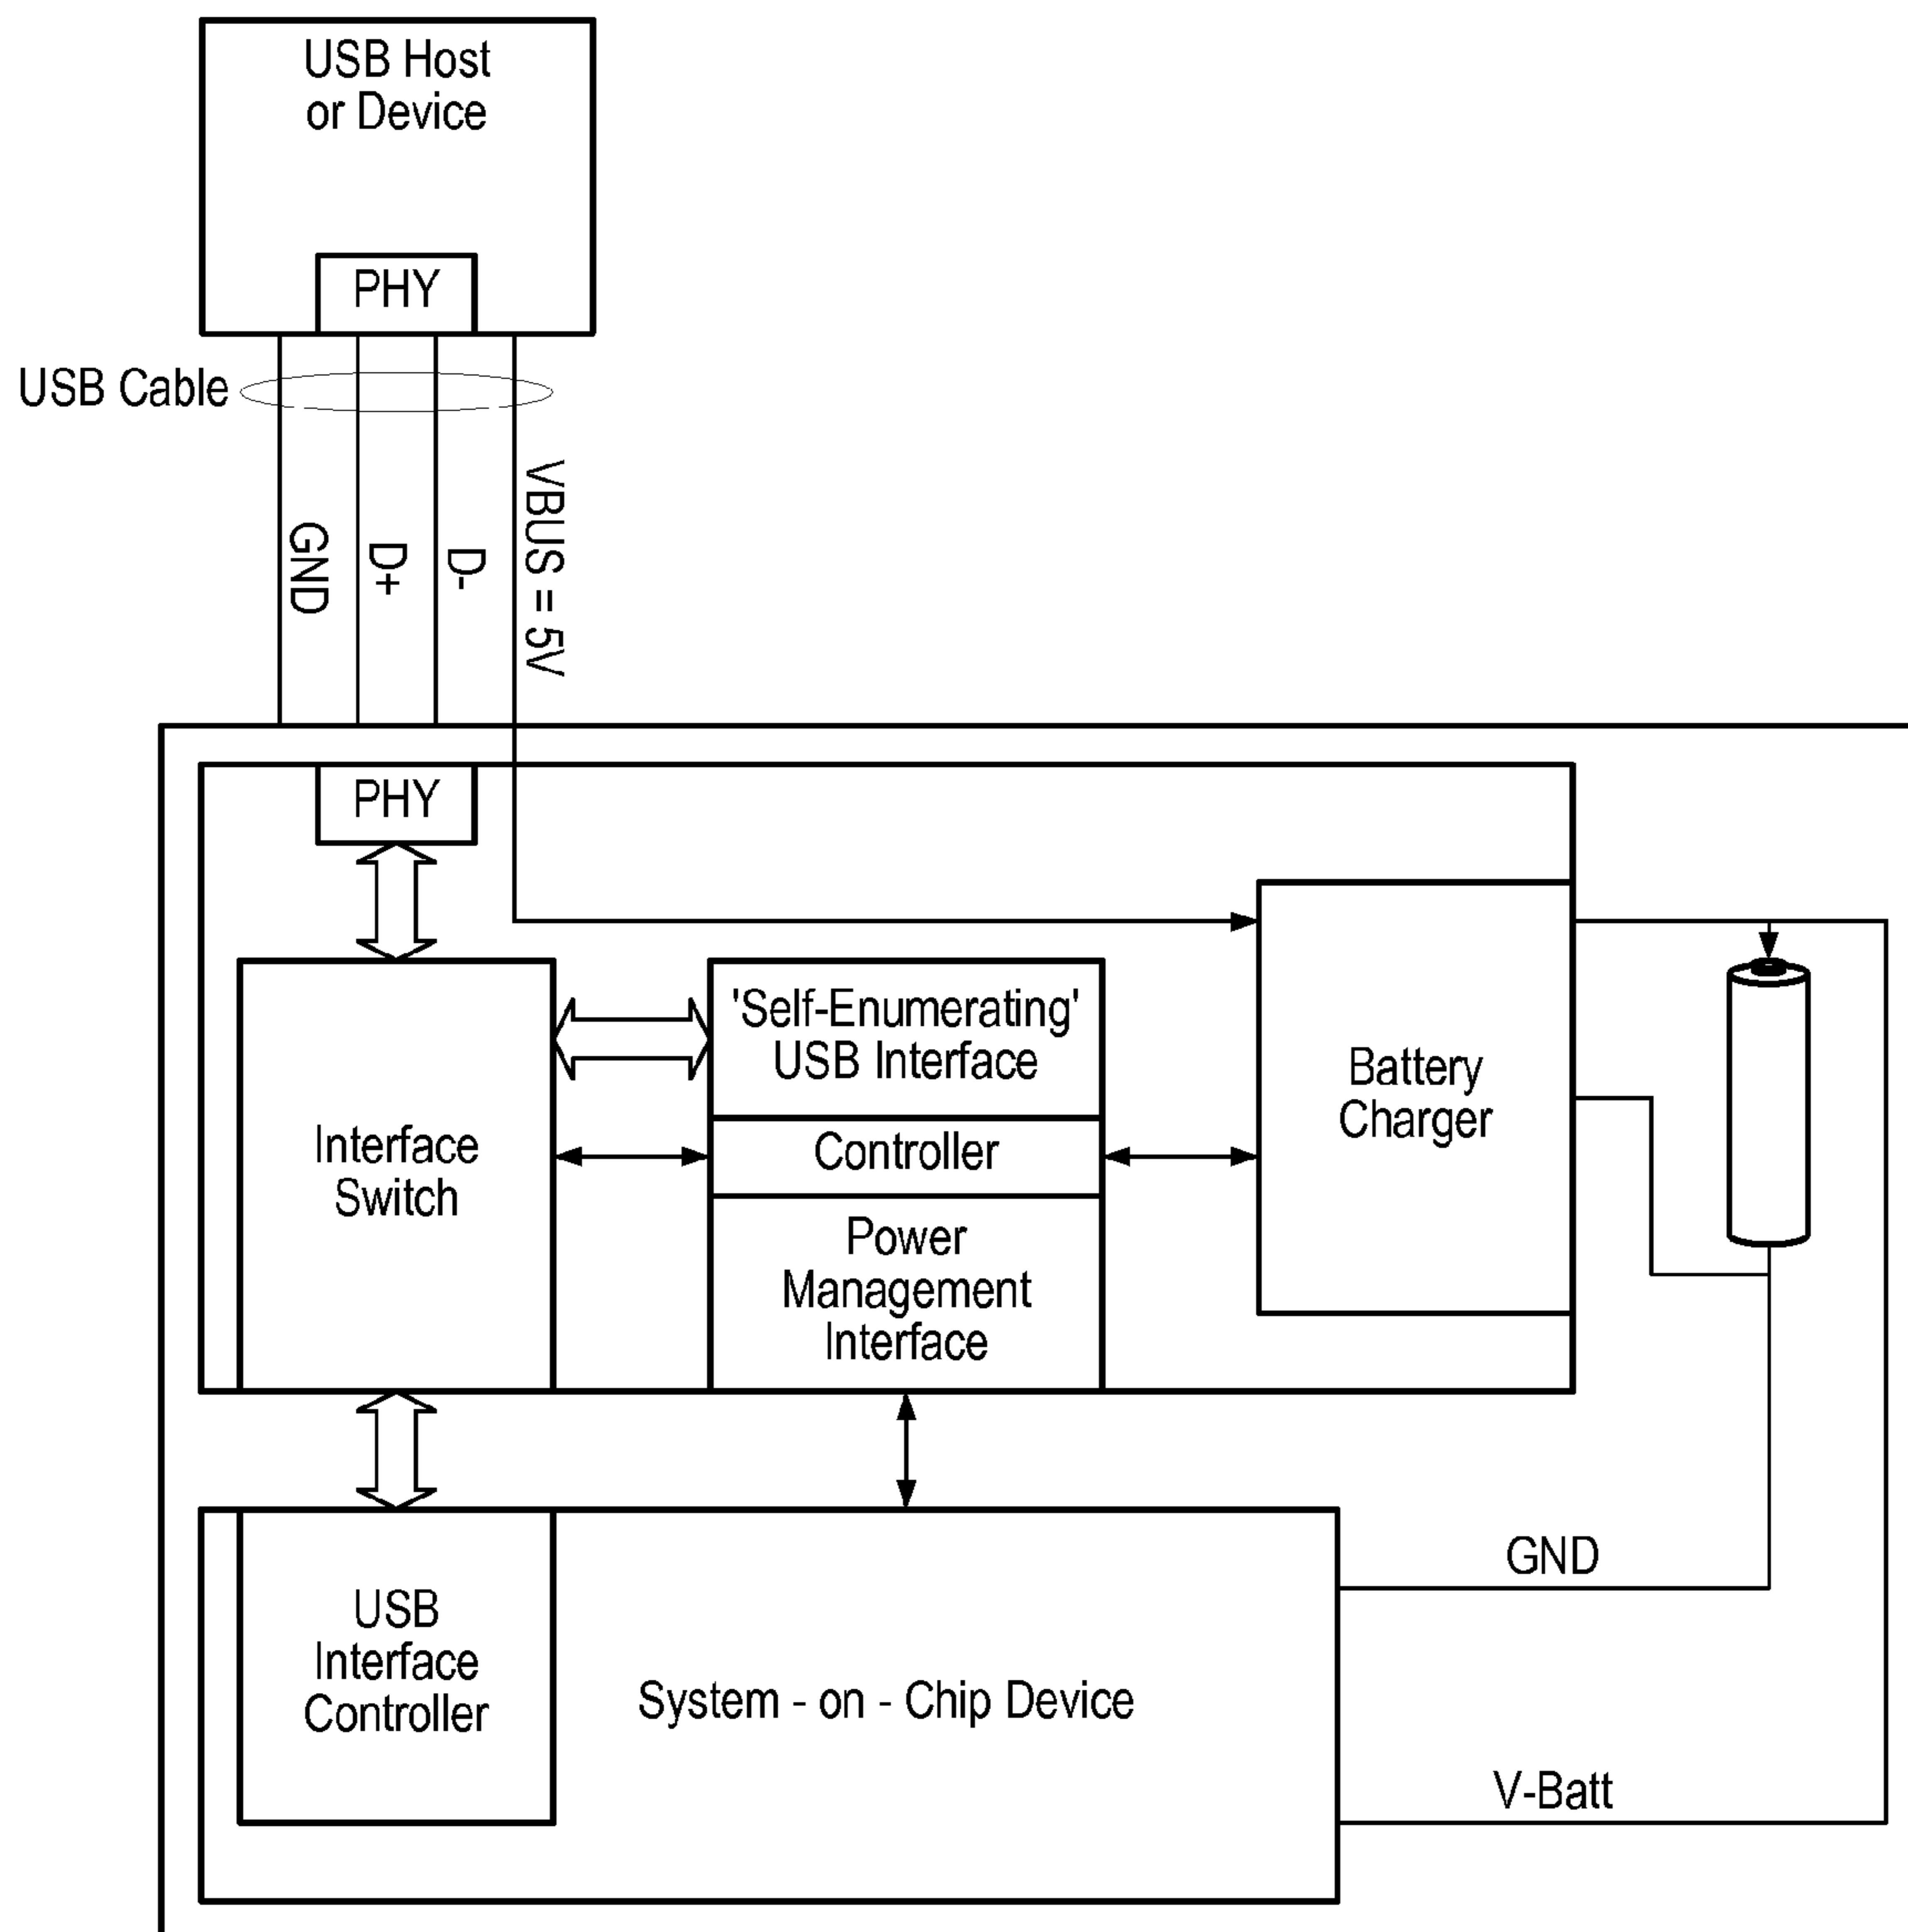 USB Host
or Device
PHY
USB Cable
GND
D+
D-
VBUS = 5V
PHY
'Self-Enumerating'
USB Interface
Battery
Charger
Interface
Switch
Controller
Power
Management
Interface
GND
USB
Interface
Controller
System - on - Chip Device
V-Batt